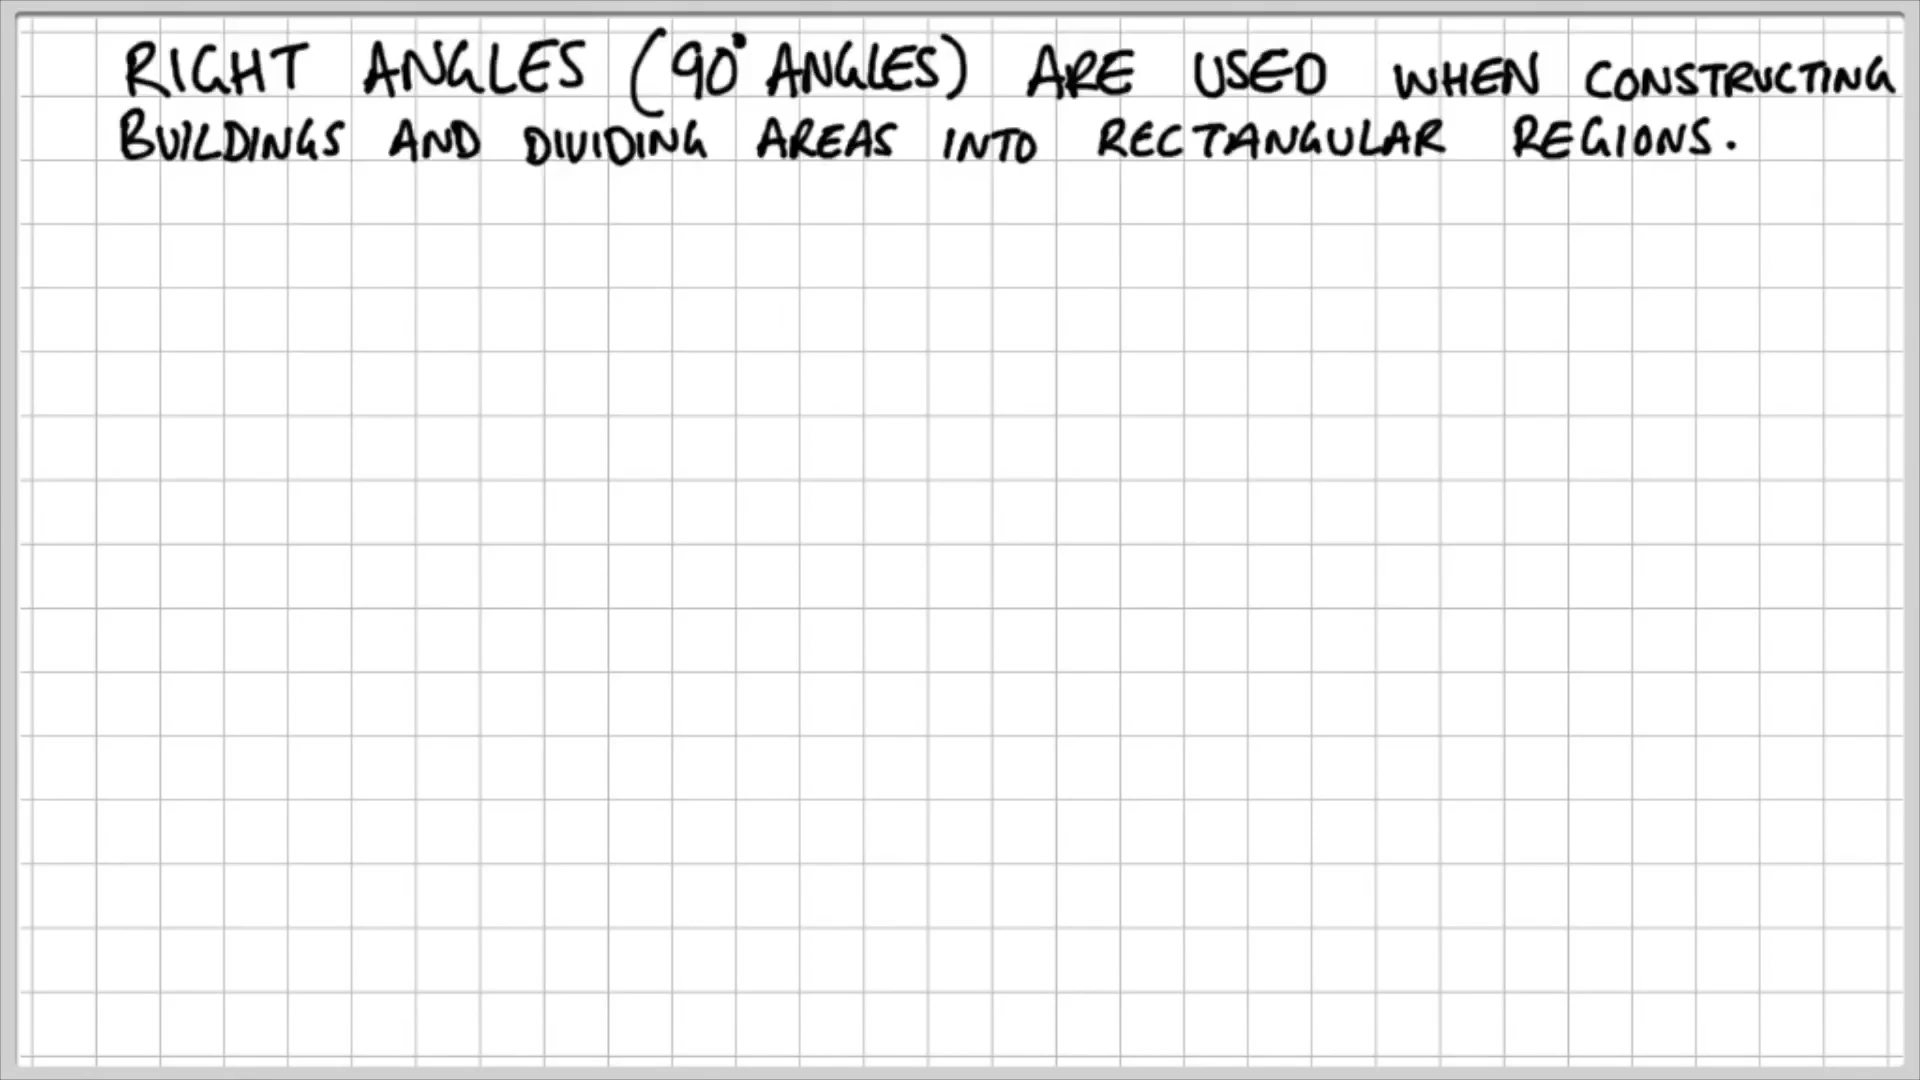 RIGHT ANGLES (90° ANGLES) ARE USED WHEN CONSTRUCTING
BUILDINGS AND DIVIDING AREAS INTO RECTANGULAR REGIONS.